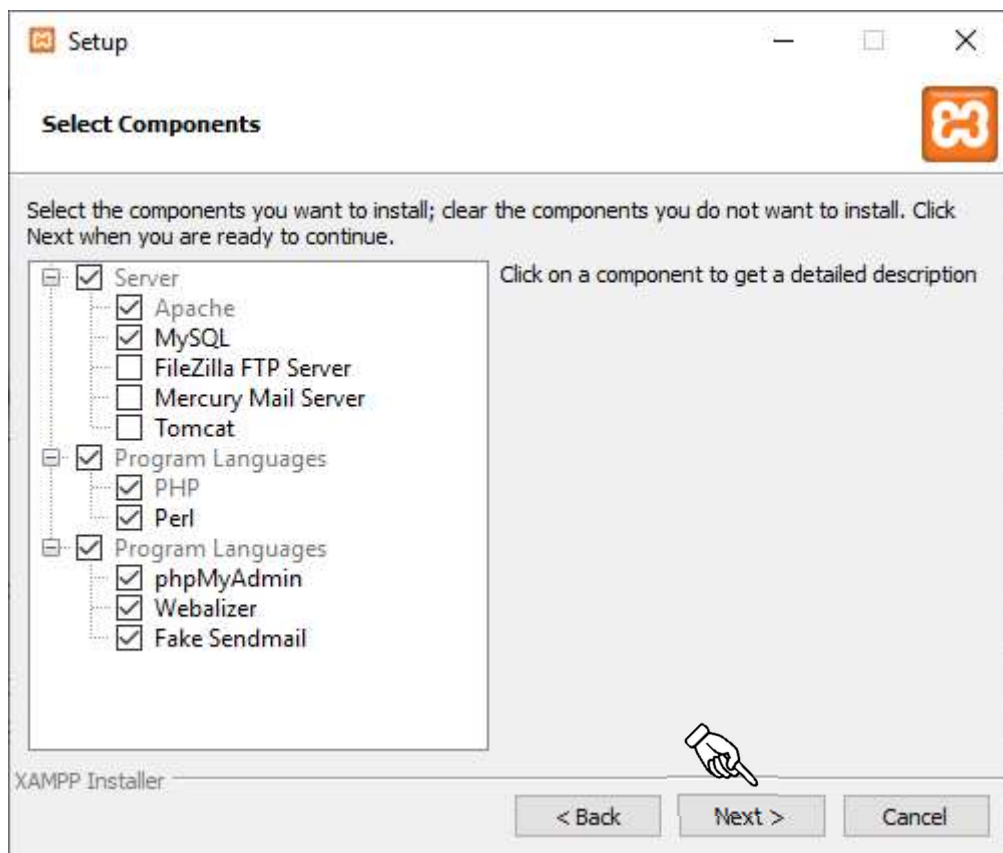 Setup
Select Components
Select the components you want to install; clear the components you do not want to install. Click
Next when you are ready to continue.
Server
Apache
MySQL
FileZilla FTP Server
Mercury Mail Server
Tomcat
Program Languages
PHP
Perl
Program Languages
phpMyAdmin
Webalizer
Fake Sendmail
Click on a component to get a detailed description
XAMPP Installer
< Back
Next >
Cancel